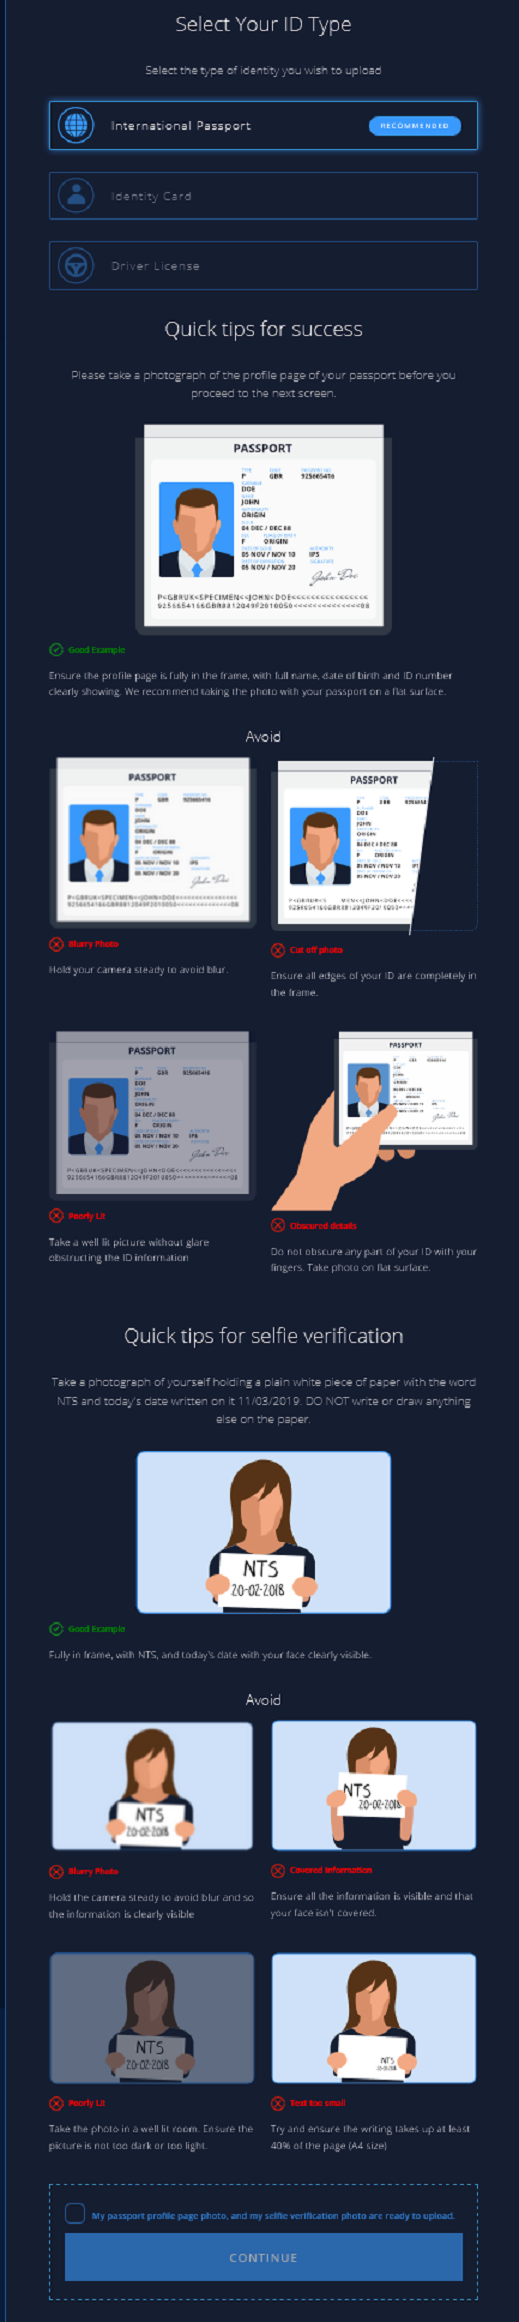 Select Your ID Type
Select the type of identity you wish to upload
International Passport
RECOMMENDED
Identity Card
Driver License
Quick tips for success
Please take a photograph of the profile page of your passport before you
proceed to the next screen.
PASSPORT
P GBR 925665416
DOE
JOHN
ORIGIN
04 DEC / DEC 88
F ORIGIN
05 NOV / NOV 10 IPS
05 NOV / NOV 20
John Doe
Good Example
Ensure the profile page is fully in the frame, with full name, date of birth and ID number
clearly showing. We recommend taking the photo with your passport on a flat surface.
Avoid
PASSPORT
PASSPORT
Blurry Photo
Hold your camera steady to avoid blur.
Cut off photo
Ensure all edges of your ID are completely in
the frame.
PASSPORT
PASSPORT
Poorly Lit
Take a well lit picture without glare
obstructing the ID information
Obscured details
Do not obscure any part of your ID with your
fingers. Take photo on flat surface.
Quick tips for selfie verification
Take a photograph of yourself holding a plain white piece of paper with the word
NTS and today's date written on it 11/03/2019. DO NOT write or draw anything
else on the paper.
NTS
20-02-2018
Good Example
Fully in frame, with NTS, and today's date with your face clearly visible.
Avoid
NTS
20-02-2018
NTS
20-02-2018
Blurry Photo
Hold the camera steady to avoid blur and so
the information is clearly visible
Covered Information
Ensure all the information is visible and that
your face isn't covered.
NTS
20-02-2018
NTS
20-02-2018
Poorly Lit
Take the photo in a well lit room. Ensure the
picture is not too dark or too light.
Text too small
Try and ensure the writing takes up at least
40% of the page (A4 size)
My passport profile page photo, and my selfie verification photo are ready to upload.
CONTINUE